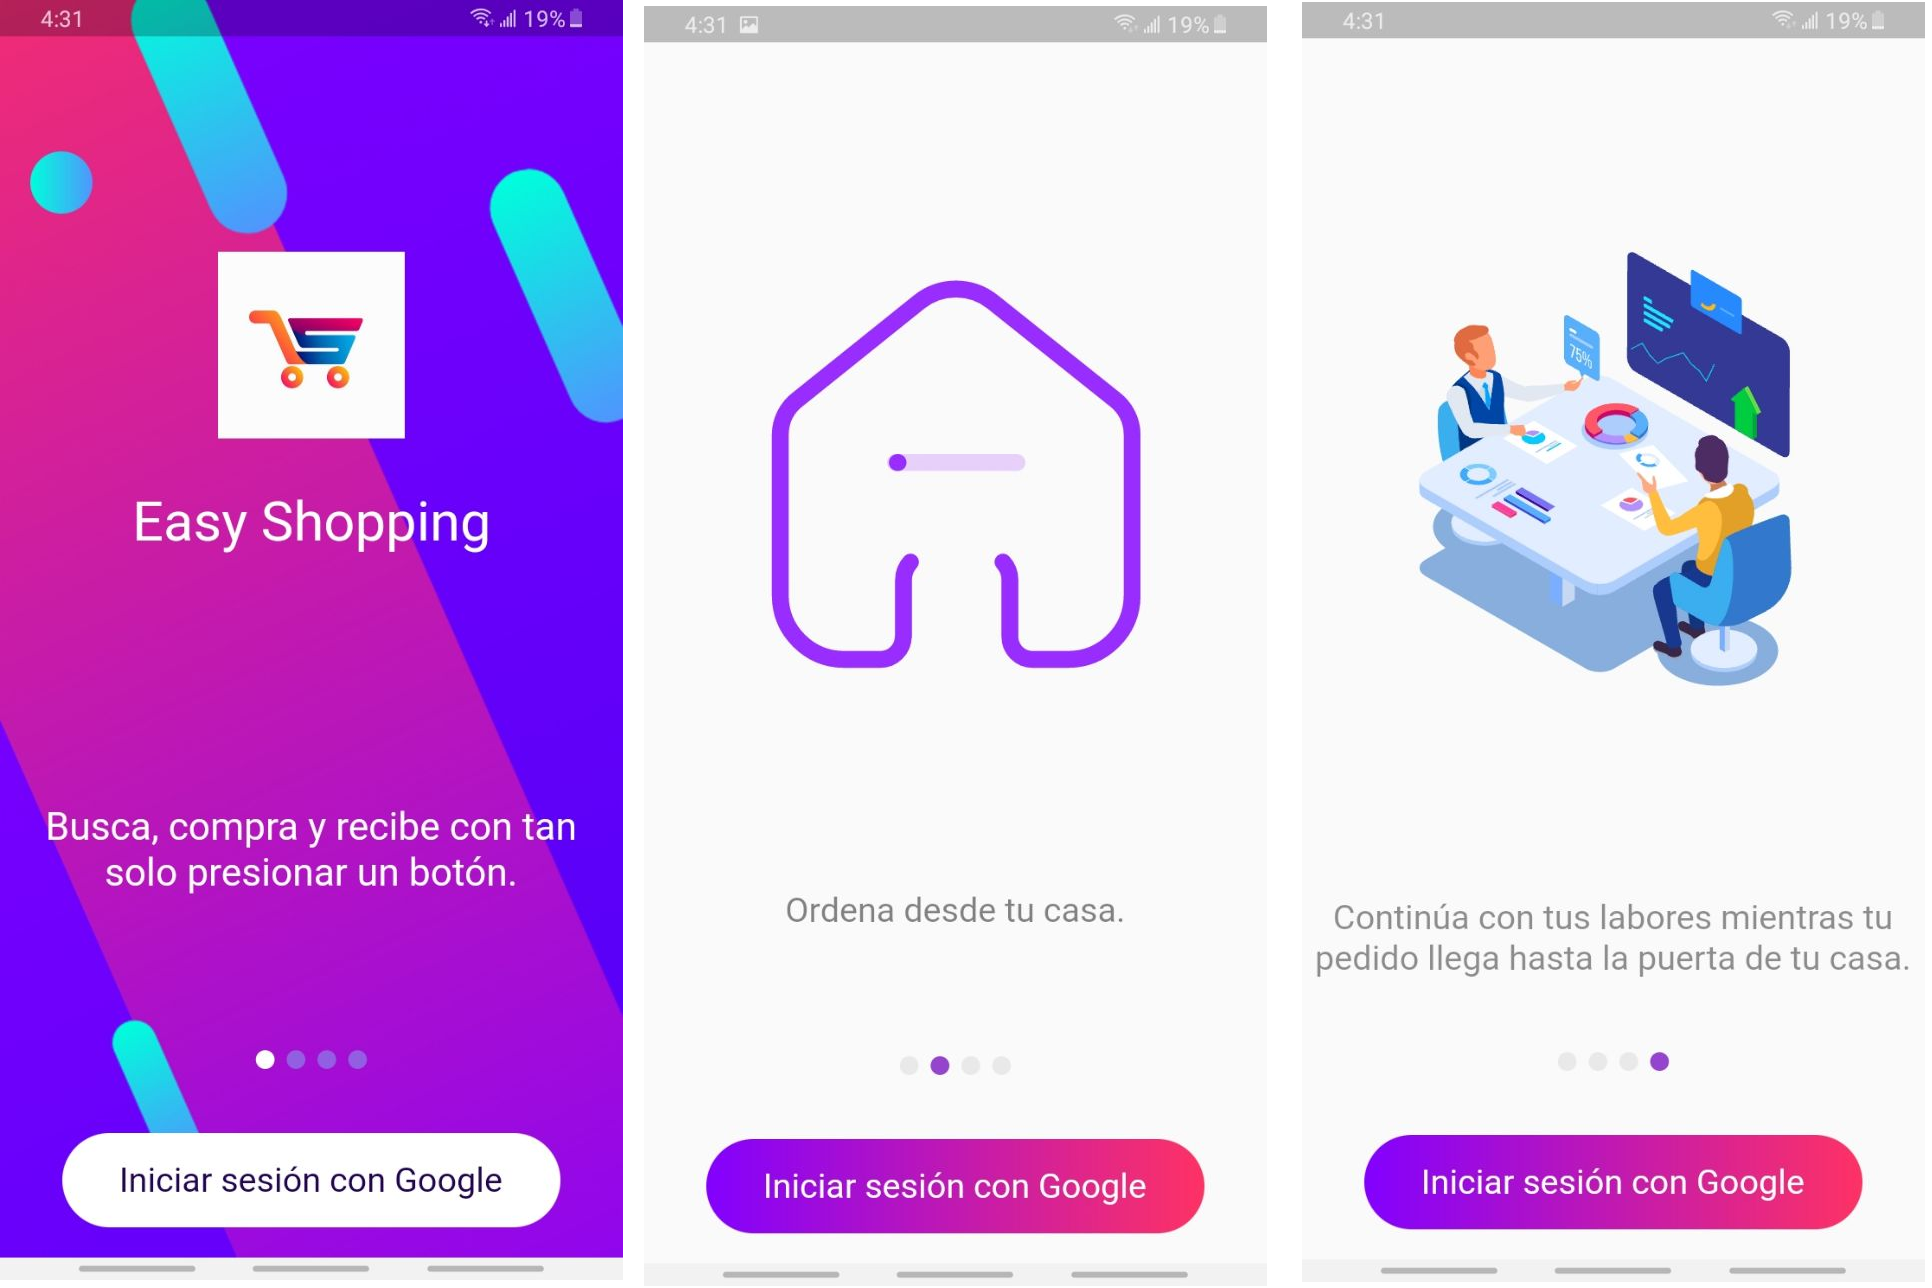 4:31
19%
Easy Shopping
Busca, compra y recibe con tan
solo presionar un botón.
Iniciar sesión con Google
4:31
19%
Ordena desde tu casa.
Iniciar sesión con Google
4:31
19%
75%
Continúa con tus labores mientras tu
pedido llega hasta la puerta de tu casa.
Iniciar sesión con Google